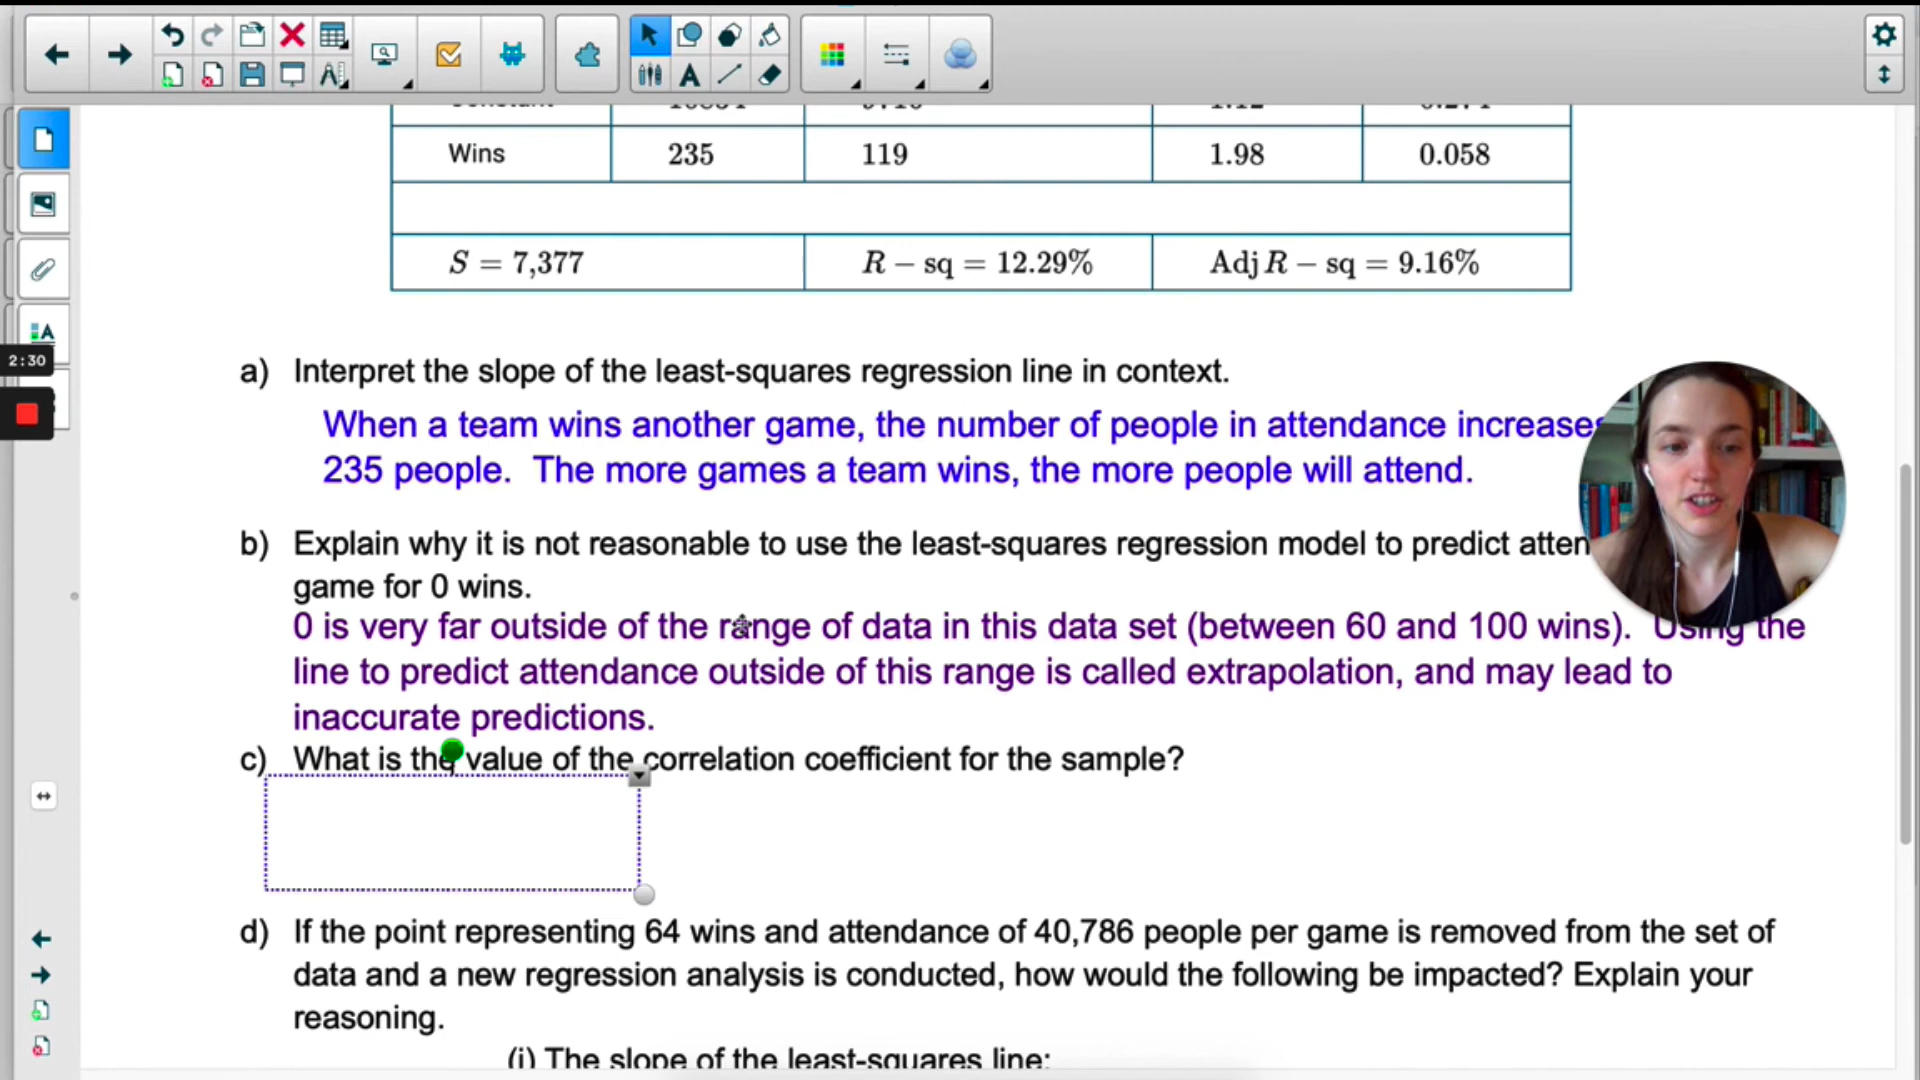 Wins 235 119 1.98 0.058
S = 7,377 R – sq = 12.29% Adj R – sq = 9.16%
a) Interpret the slope of the least-squares regression line in context.
When a team wins another game, the number of people in attendance increases
235 people. The more games a team wins, the more people will attend.
b) Explain why it is not reasonable to use the least-squares regression model to predict atten
game for 0 wins.
0 is very far outside of the range of data in this data set (between 60 and 100 wins). Using the
line to predict attendance outside of this range is called extrapolation, and may lead to
inaccurate predictions.
c) What is the value of the correlation coefficient for the sample?
d) If the point representing 64 wins and attendance of 40,786 people per game is removed from the set of
data and a new regression analysis is conducted, how would the following be impacted? Explain your
reasoning.
(i) The slope of the least-squares line:
2:30